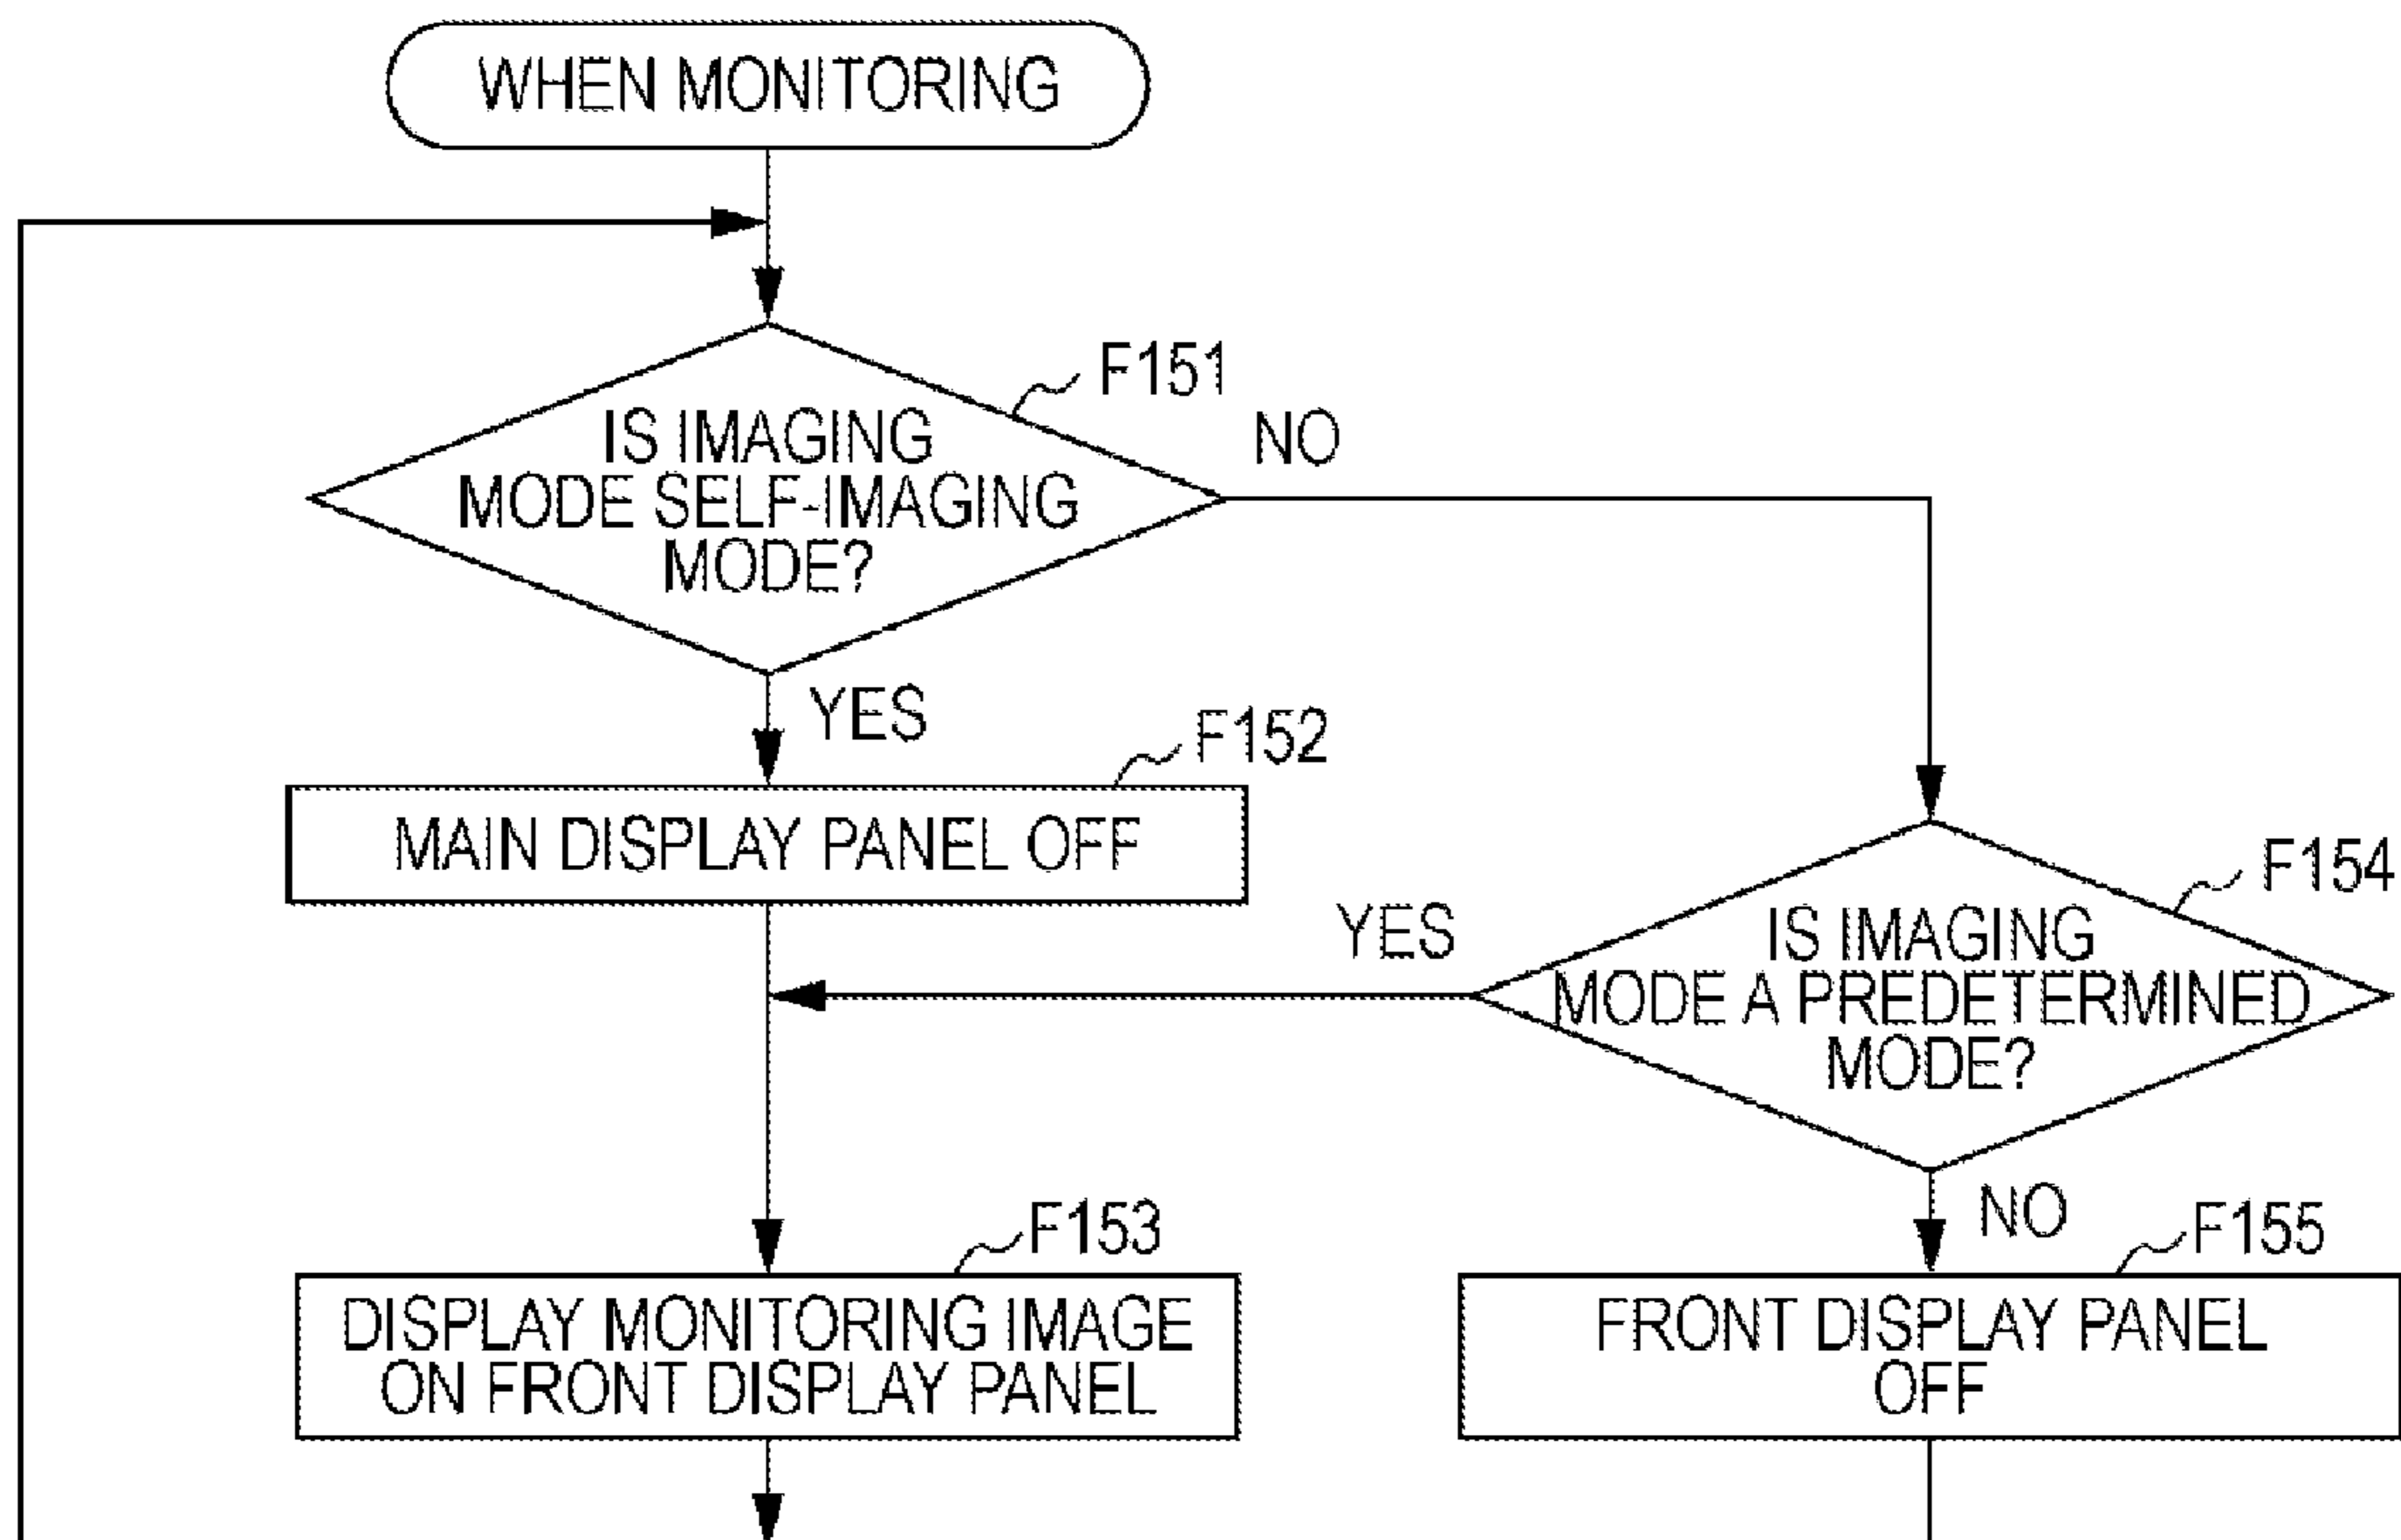 WHEN MONITORING
F151
IS IMAGING
MODE SELF-IMAGING
MODE?
NO
YES
F152
MAIN DISPLAY PANEL OFF
F154
YES
IS IMAGING
MODE A PREDETERMINED
MODE?
NO
F153
DISPLAY MONITORING IMAGE
ON FRONT DISPLAY PANEL
F155
FRONT DISPLAY PANEL
OFF